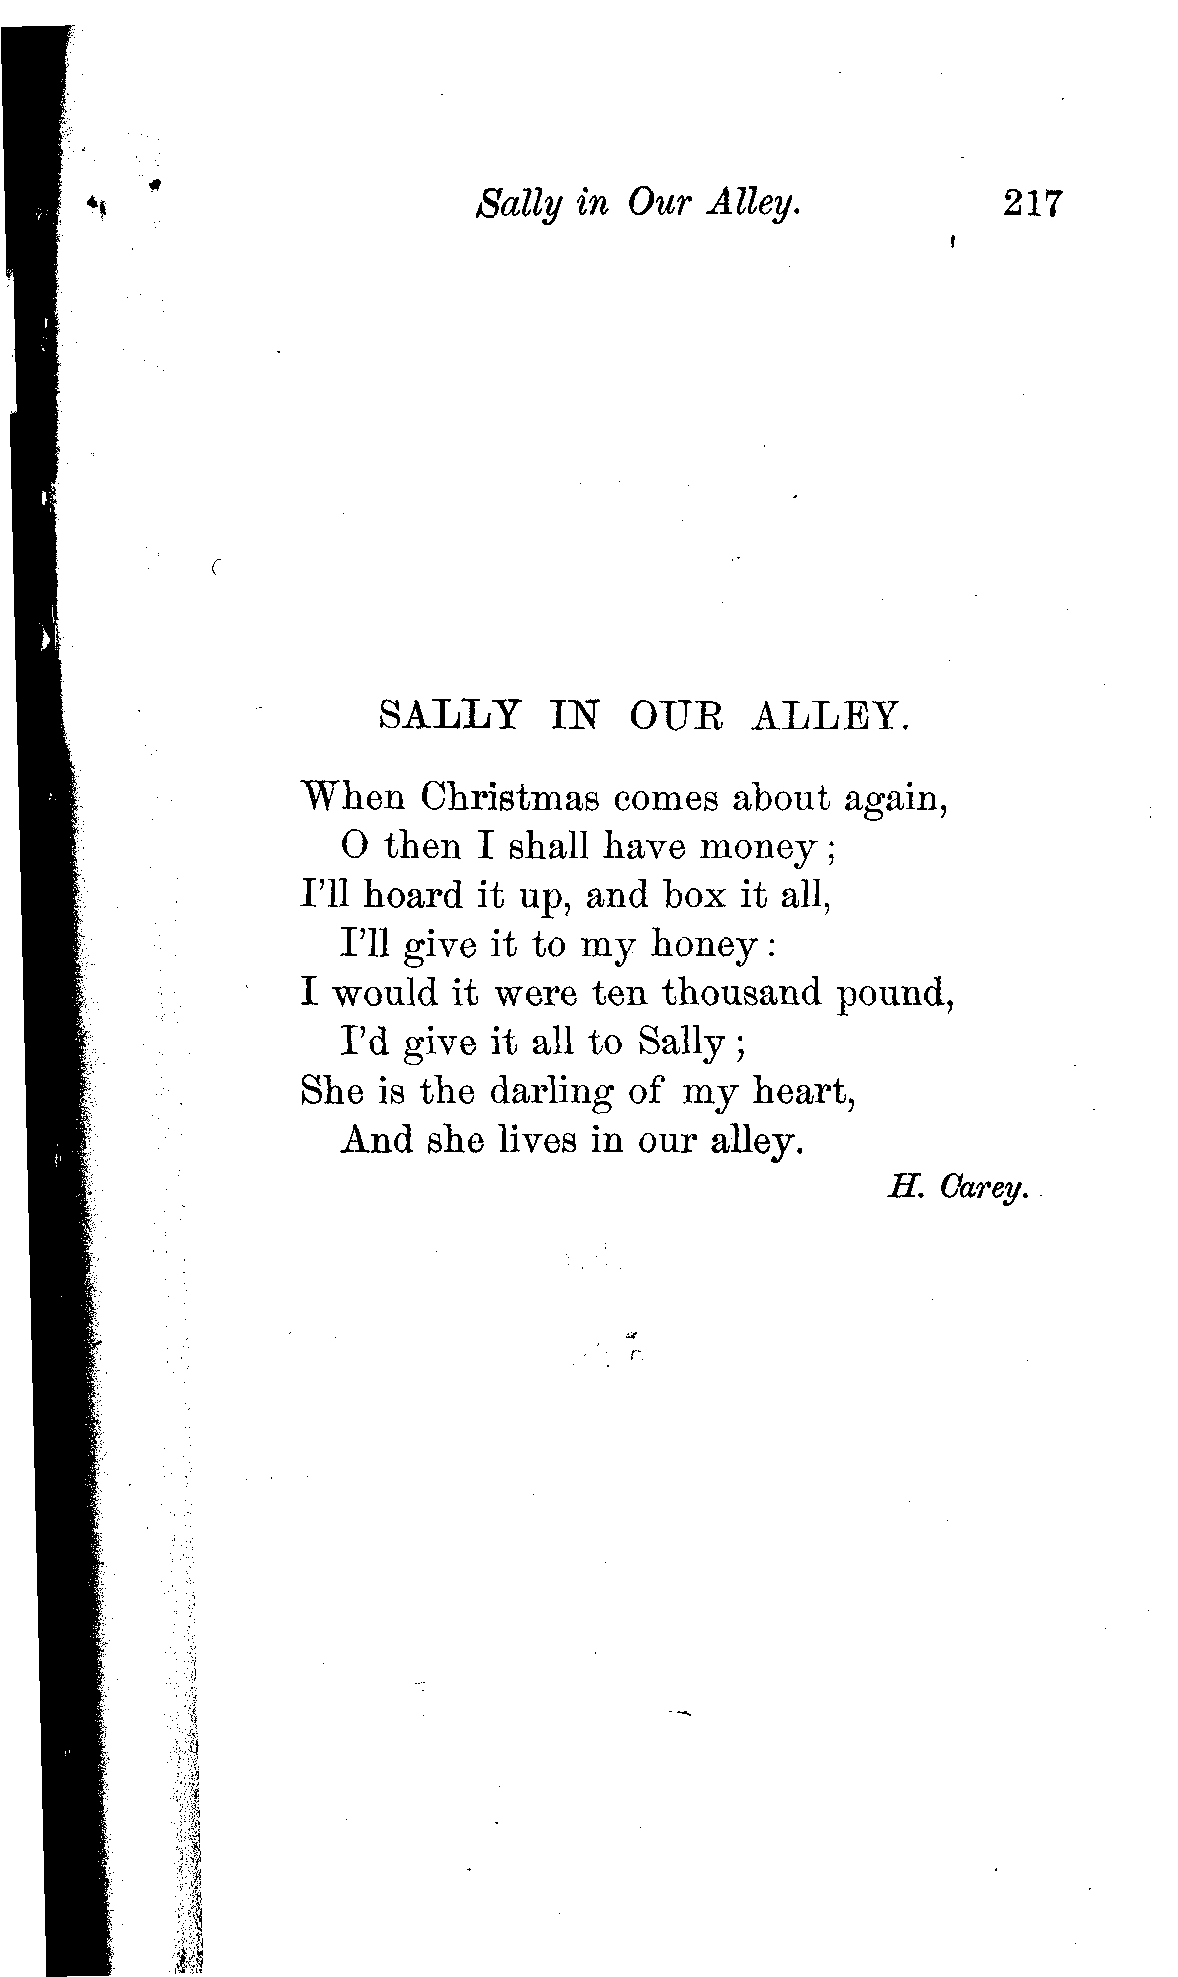 Sally in Our Alley. 217
SALLY IN OUR ALLEY.
When Christmas comes about again,
O then I shall have money;
I'll hoard it up, and box it all,
I'll give it to my honey:
I would it were ten thousand pound,
I'd give it all to Sally;
She is the darling of my heart,
And she lives in our alley.
H. Carey.